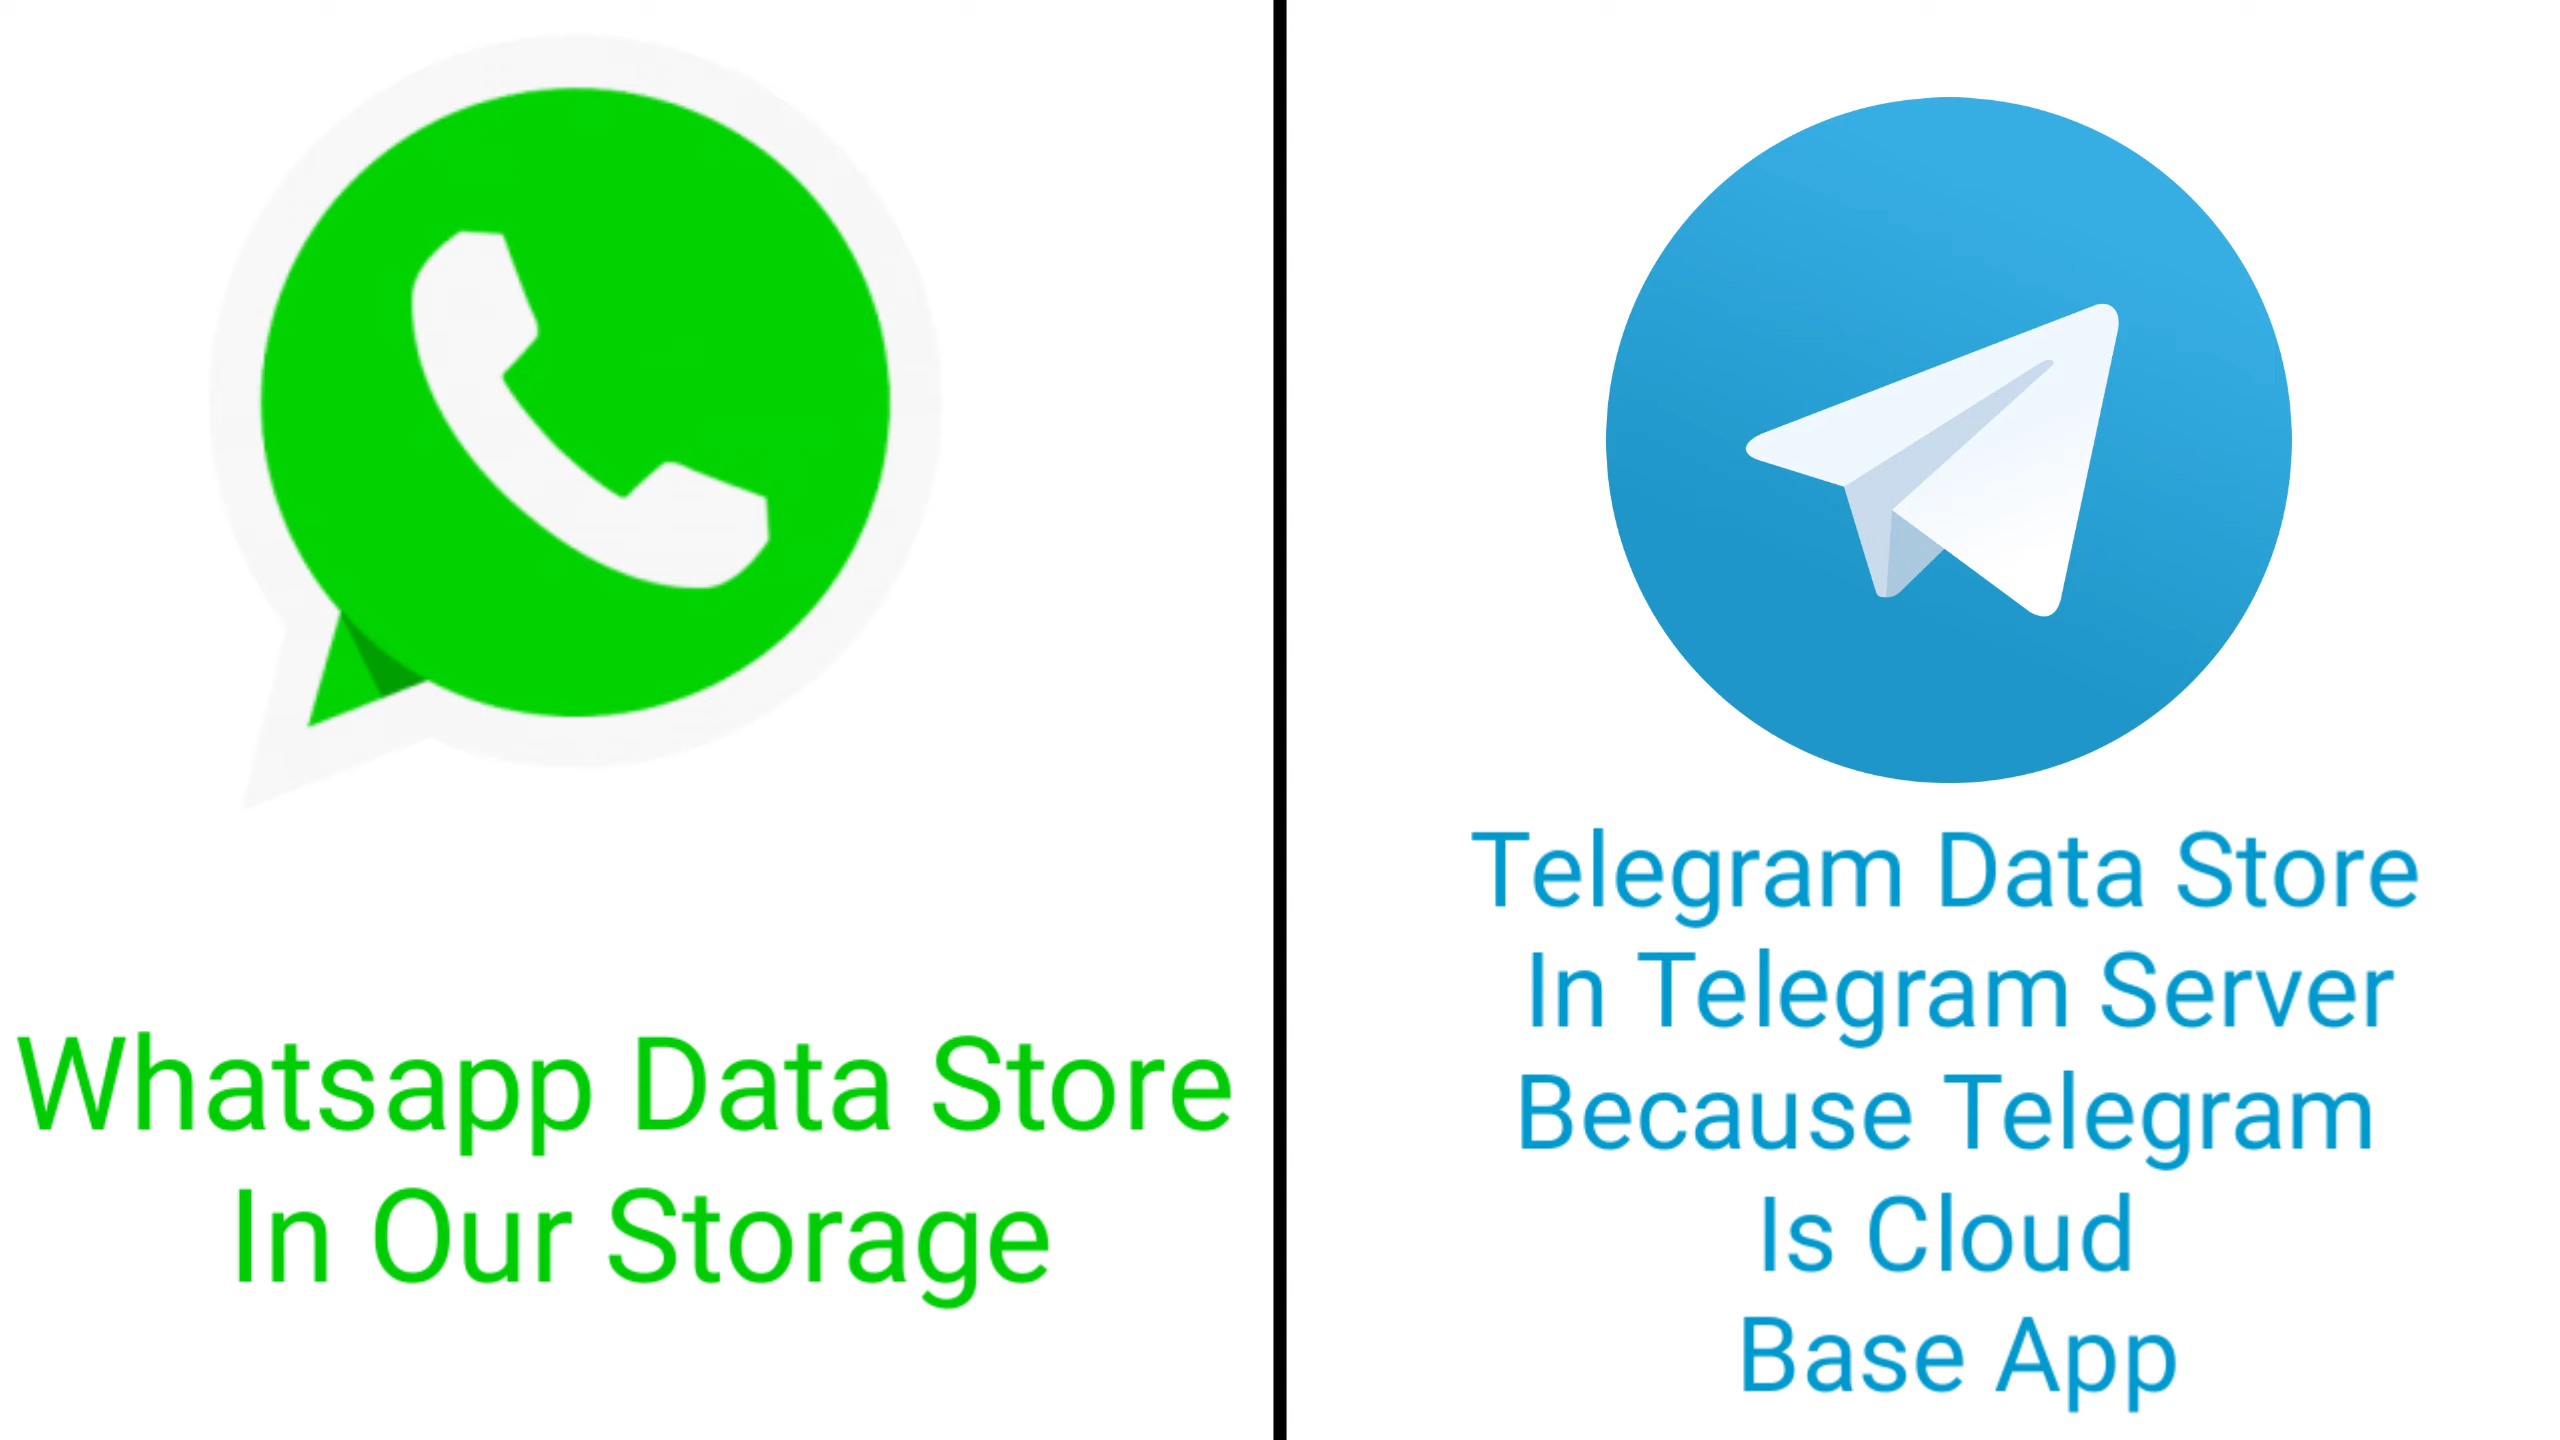 Whatsapp Data Store
In Our Storage
Telegram Data Store
In Telegram Server
Because Telegram
Is Cloud
Base App